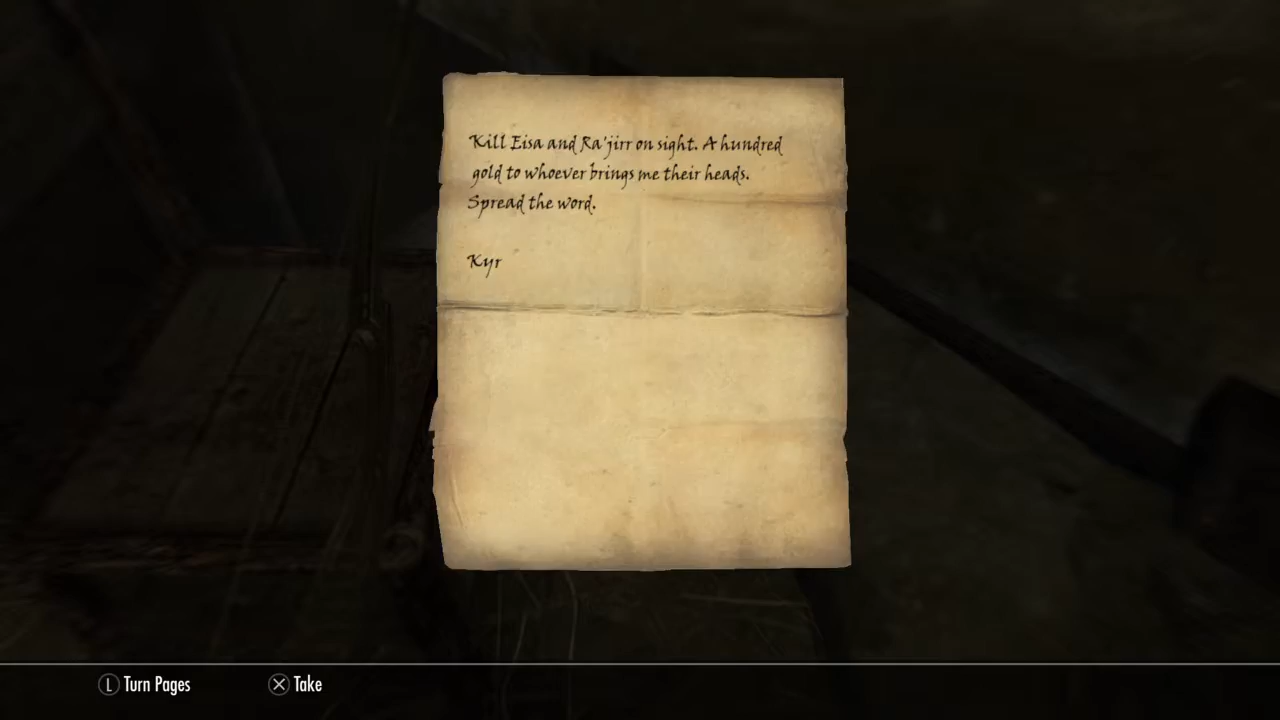 Kill Eisa and Ra'jirr on sight. A hundred
gold to whoever brings me their heads.
Spread the word.
Kyr
L Turn Pages
X Take